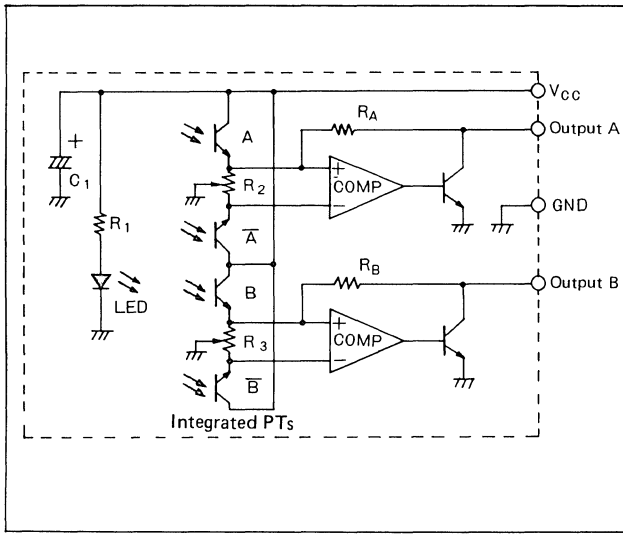 V_CC
R_A
A
Output A
+
+
C_1
R_2
COMP
−
GND
R_1
A̅
R_B
B
Output B
LED
+
R_3
COMP
−
B̅
Integrated PTs